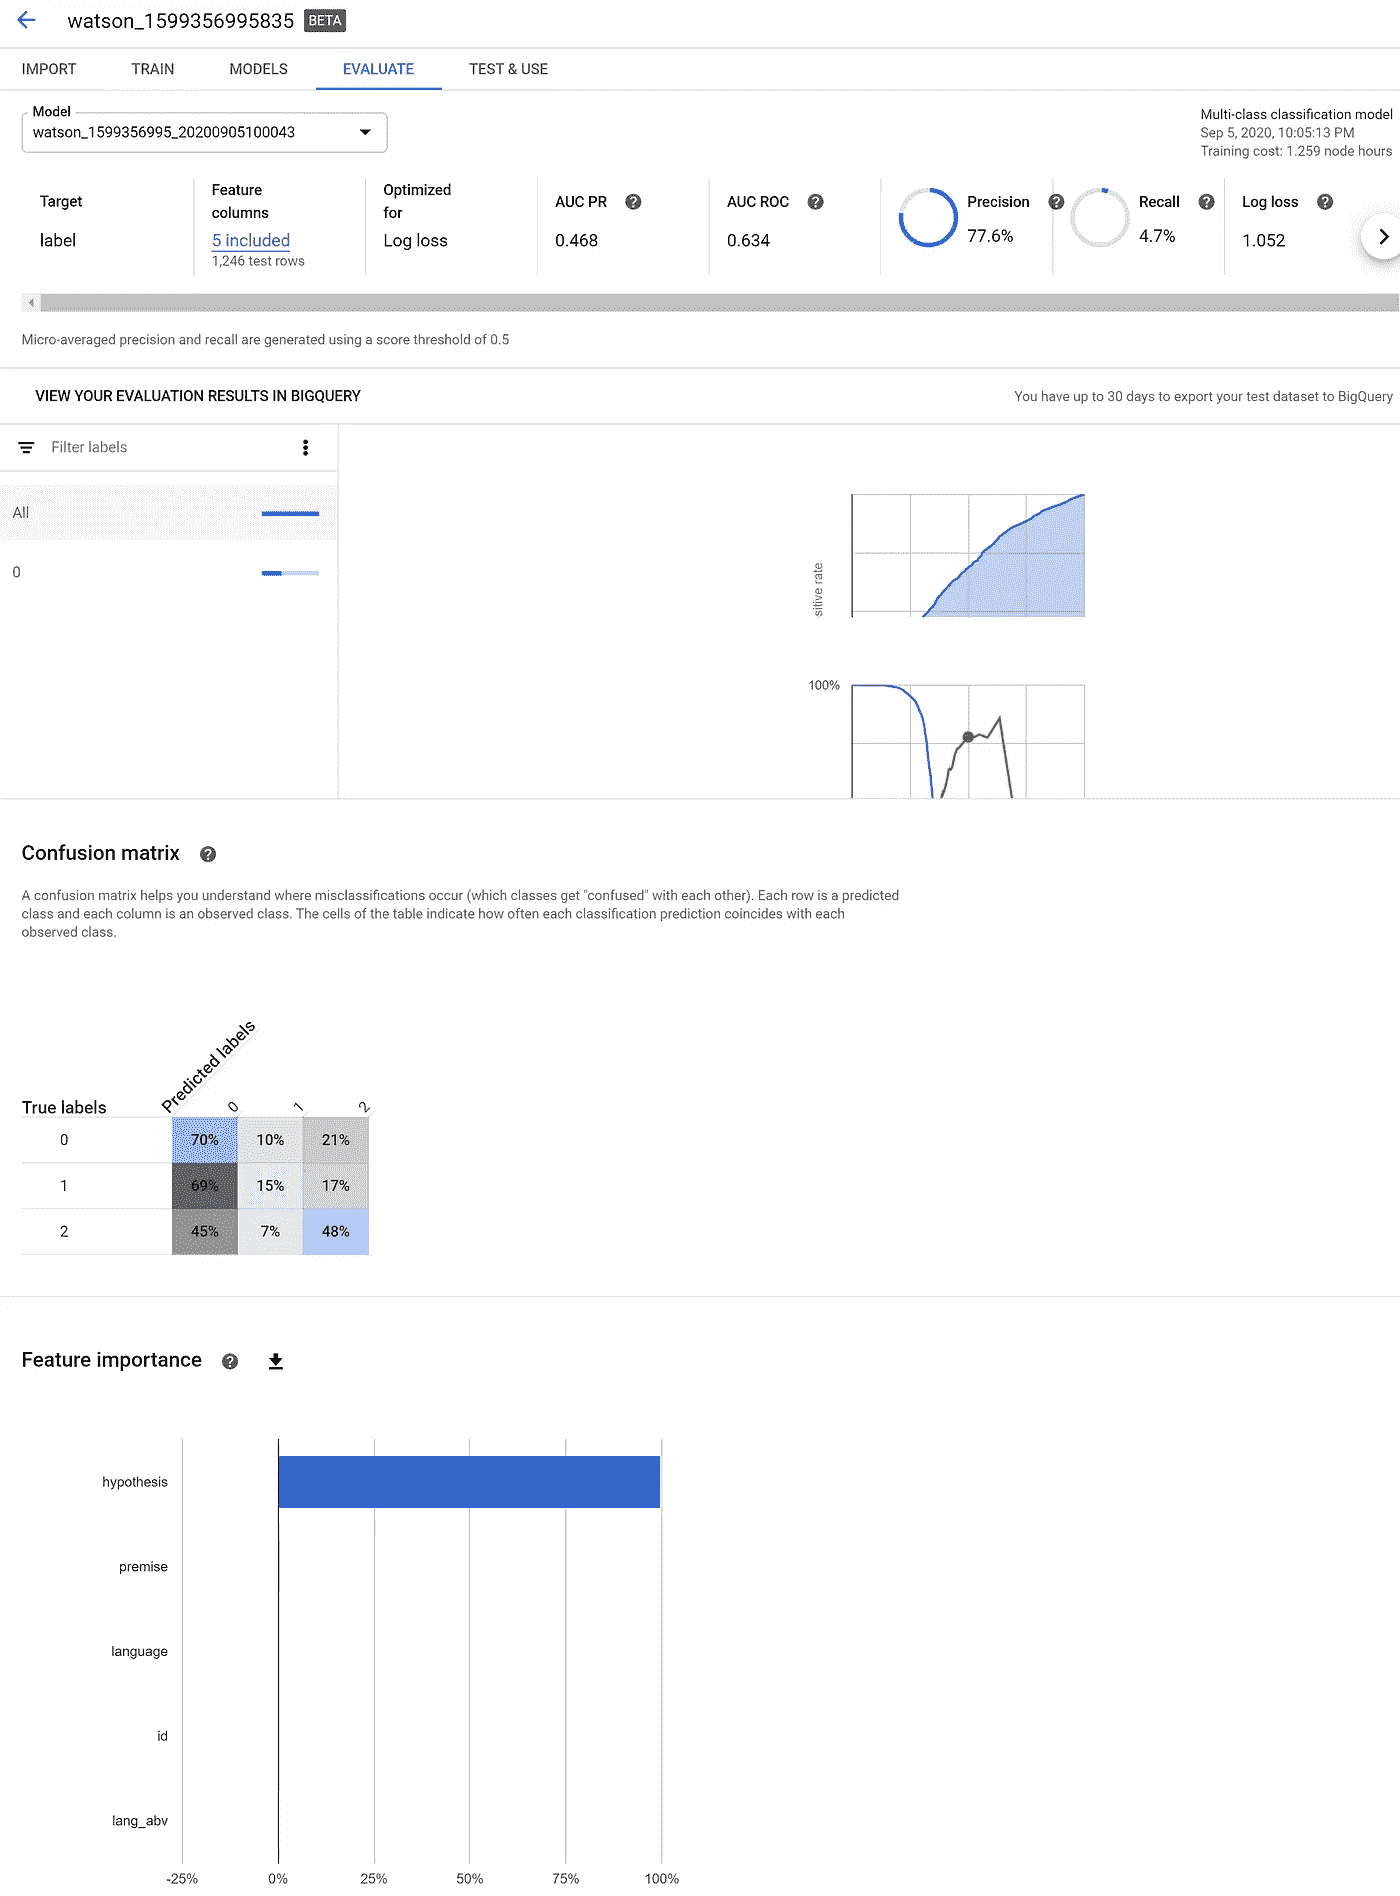 watson_1599356995835 BETA
IMPORT TRAIN MODELS EVALUATE TEST & USE
Model
watson_1599356995_20200905100043
Multi-class classification model
Sep 5, 2020, 10:05:13 PM
Training cost: 1.259 node hours
Target
label
Feature
columns
5 included
1,246 test rows
Optimized
for
Log loss
AUC PR
0.468
AUC ROC
0.634
Precision
77.6%
Recall
4.7%
Log loss
1.052
Micro-averaged precision and recall are generated using a score threshold of 0.5
VIEW YOUR EVALUATION RESULTS IN BIGQUERY
You have up to 30 days to export your test dataset to BigQuery
Filter labels
All
0
sitive rate
100%
Confusion matrix
A confusion matrix helps you understand where misclassifications occur (which classes get "confused" with each other). Each row is a predicted
class and each column is an observed class. The cells of the table indicate how often each classification prediction coincides with each
observed class.
Predicted labels
True labels 0 1 2
0 70% 10% 21%
1 69% 15% 17%
2 45% 7% 48%
Feature importance
hypothesis
premise
language
id
lang_abv
-25% 0% 25% 50% 75% 100%